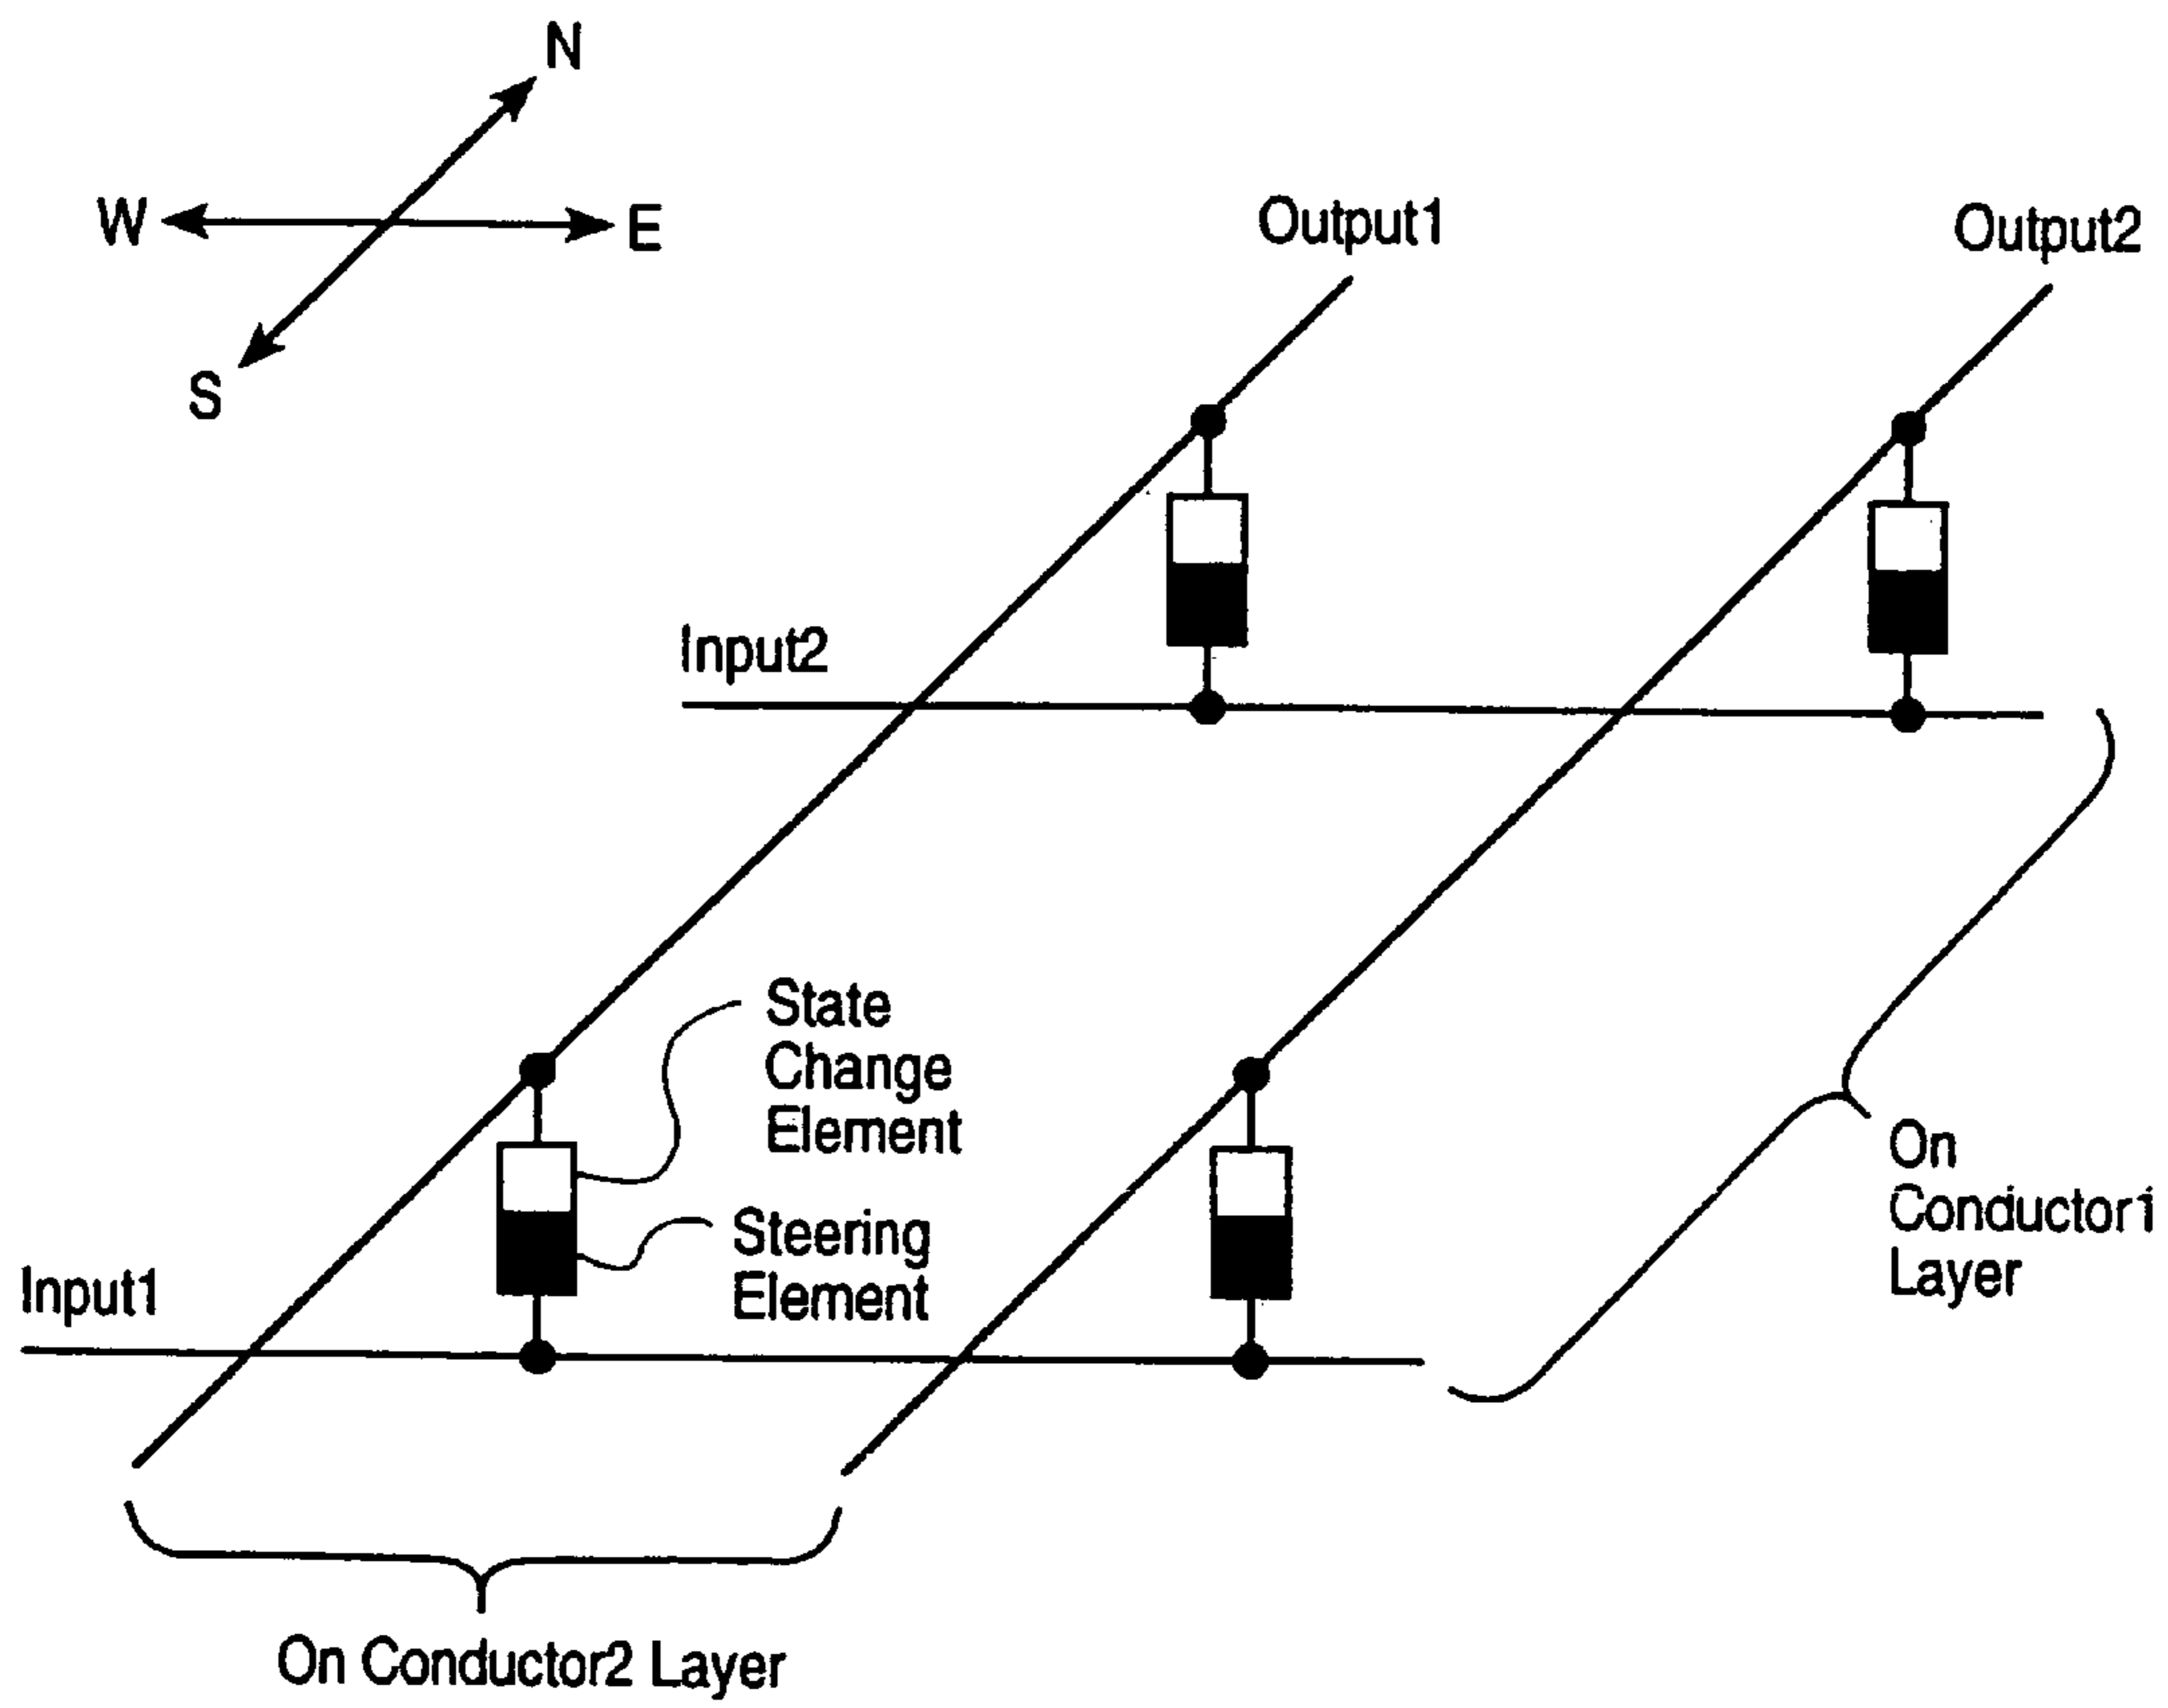 N
W
E
S
Output1
Output2
Input2
State
Change
Element
Steering
Element
Input1
On
Conductor1
Layer
On Conductor2 Layer